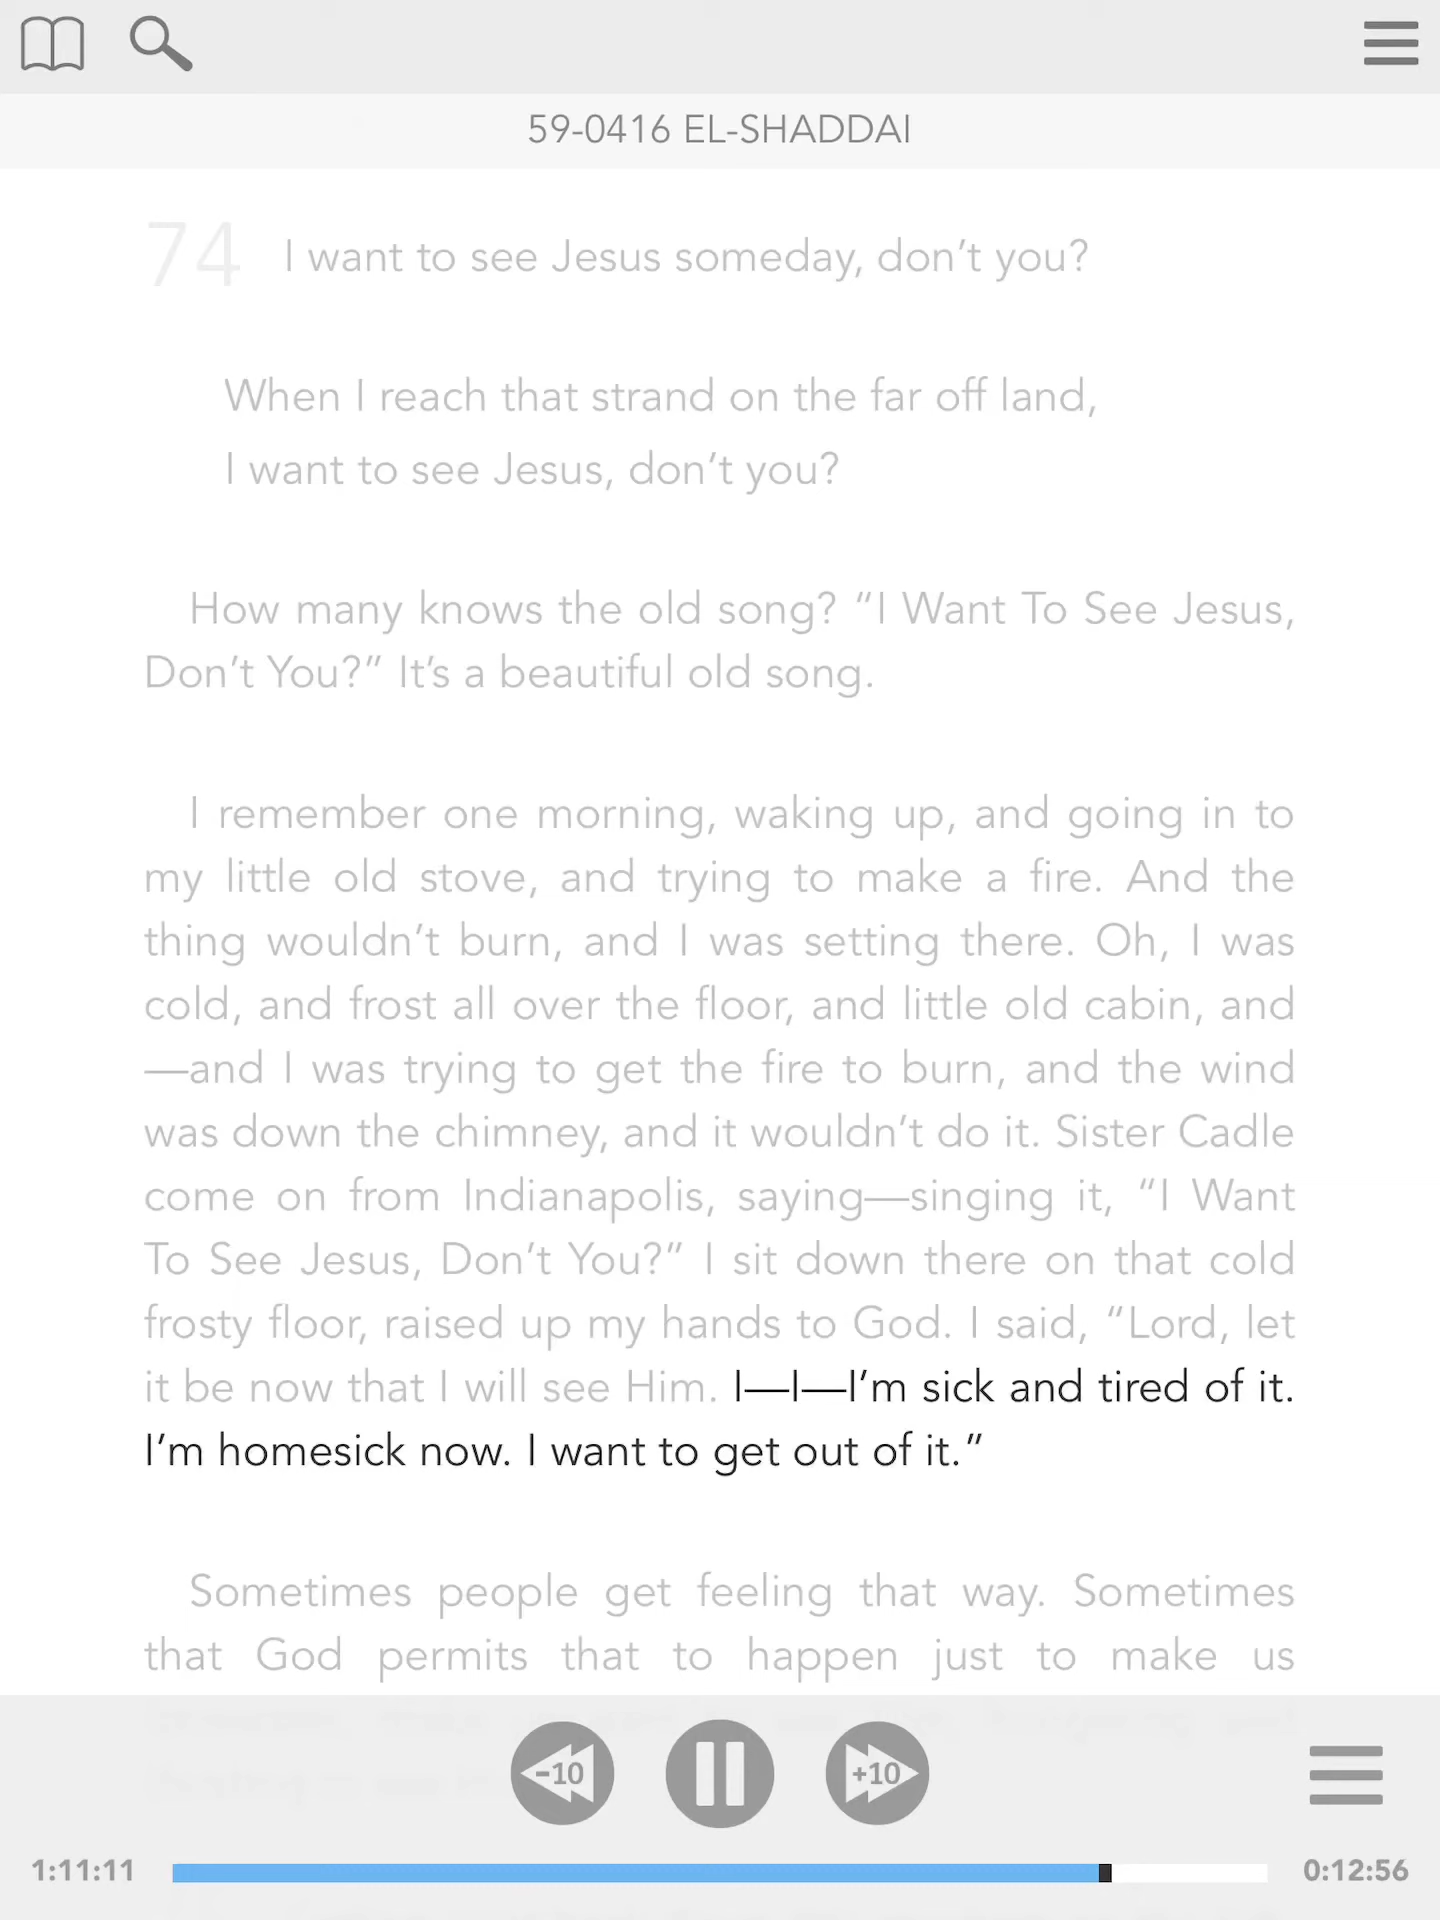 59-0416 EL-SHADDAI
74 I want to see Jesus someday, don’t you?
When I reach that strand on the far off land,
I want to see Jesus, don’t you?
How many knows the old song? “I Want To See Jesus,
Don’t You?” It’s a beautiful old song.
I remember one morning, waking up, and going in to
my little old stove, and trying to make a fire. And the
thing wouldn’t burn, and I was setting there. Oh, I was
cold, and frost all over the floor, and little old cabin, and
—and I was trying to get the fire to burn, and the wind
was down the chimney, and it wouldn’t do it. Sister Cadle
come on from Indianapolis, saying—singing it, “I Want
To See Jesus, Don’t You?” I sit down there on that cold
frosty floor, raised up my hands to God. I said, “Lord, let
it be now that I will see Him. I—I—I’m sick and tired of it.
I’m homesick now. I want to get out of it.”
Sometimes people get feeling that way. Sometimes
that God permits that to happen just to make us
-10 +10
1:11:11 0:12:56